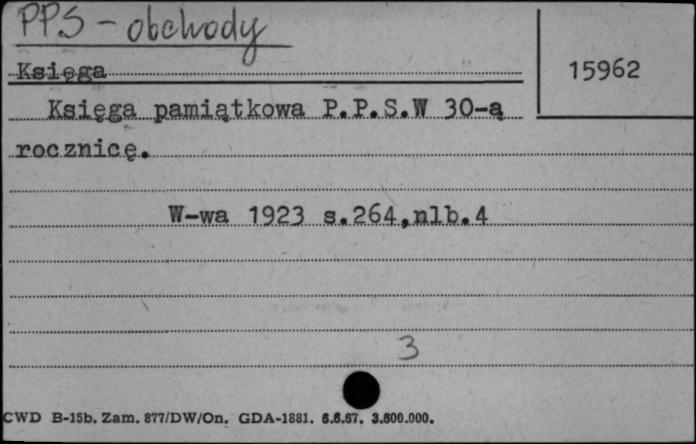 PPS - obchody
Księga
15962
Księga pamiątkowa P.P.S.W 30-ą
rocznicę.
W-wa 1923 s.264,nlb.4
3
CWD B-15b. Zam. 877/DW/On. GDA-1881. 6.6.67. 3.600.000.